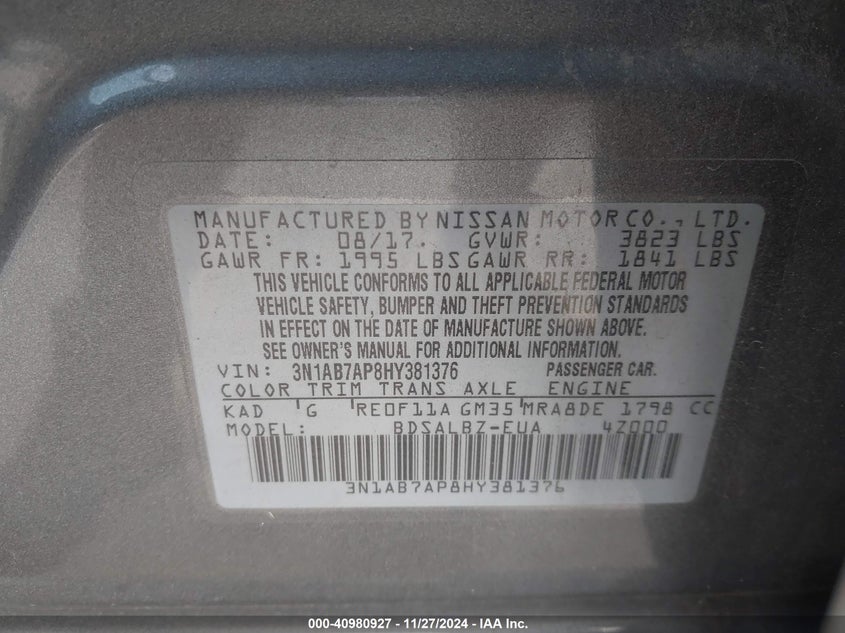 MANUFACTURED BY NISSAN MOTOR CO., LTD.
DATE: 08/17. GVWR: 3823 LBS
GAWR FR: 1995 LBS GAWR RR: 1841 LBS
THIS VEHICLE CONFORMS TO ALL APPLICABLE FEDERAL MOTOR
VEHICLE SAFETY, BUMPER AND THEFT PREVENTION STANDARDS
IN EFFECT ON THE DATE OF MANUFACTURE SHOWN ABOVE.
SEE OWNER'S MANUAL FOR ADDITIONAL INFORMATION.
VIN: 3N1AB7AP8HY381376 PASSENGER CAR.
COLOR TRIM TRANS AXLE ENGINE
KAD G RE0F11A GM35 MRA8DE 1798 CC
MODEL: BDSALBZ-EUA 4Z000
3N1AB7AP8HY381376
000-40980927 - 11/27/2024 - IAA Inc.